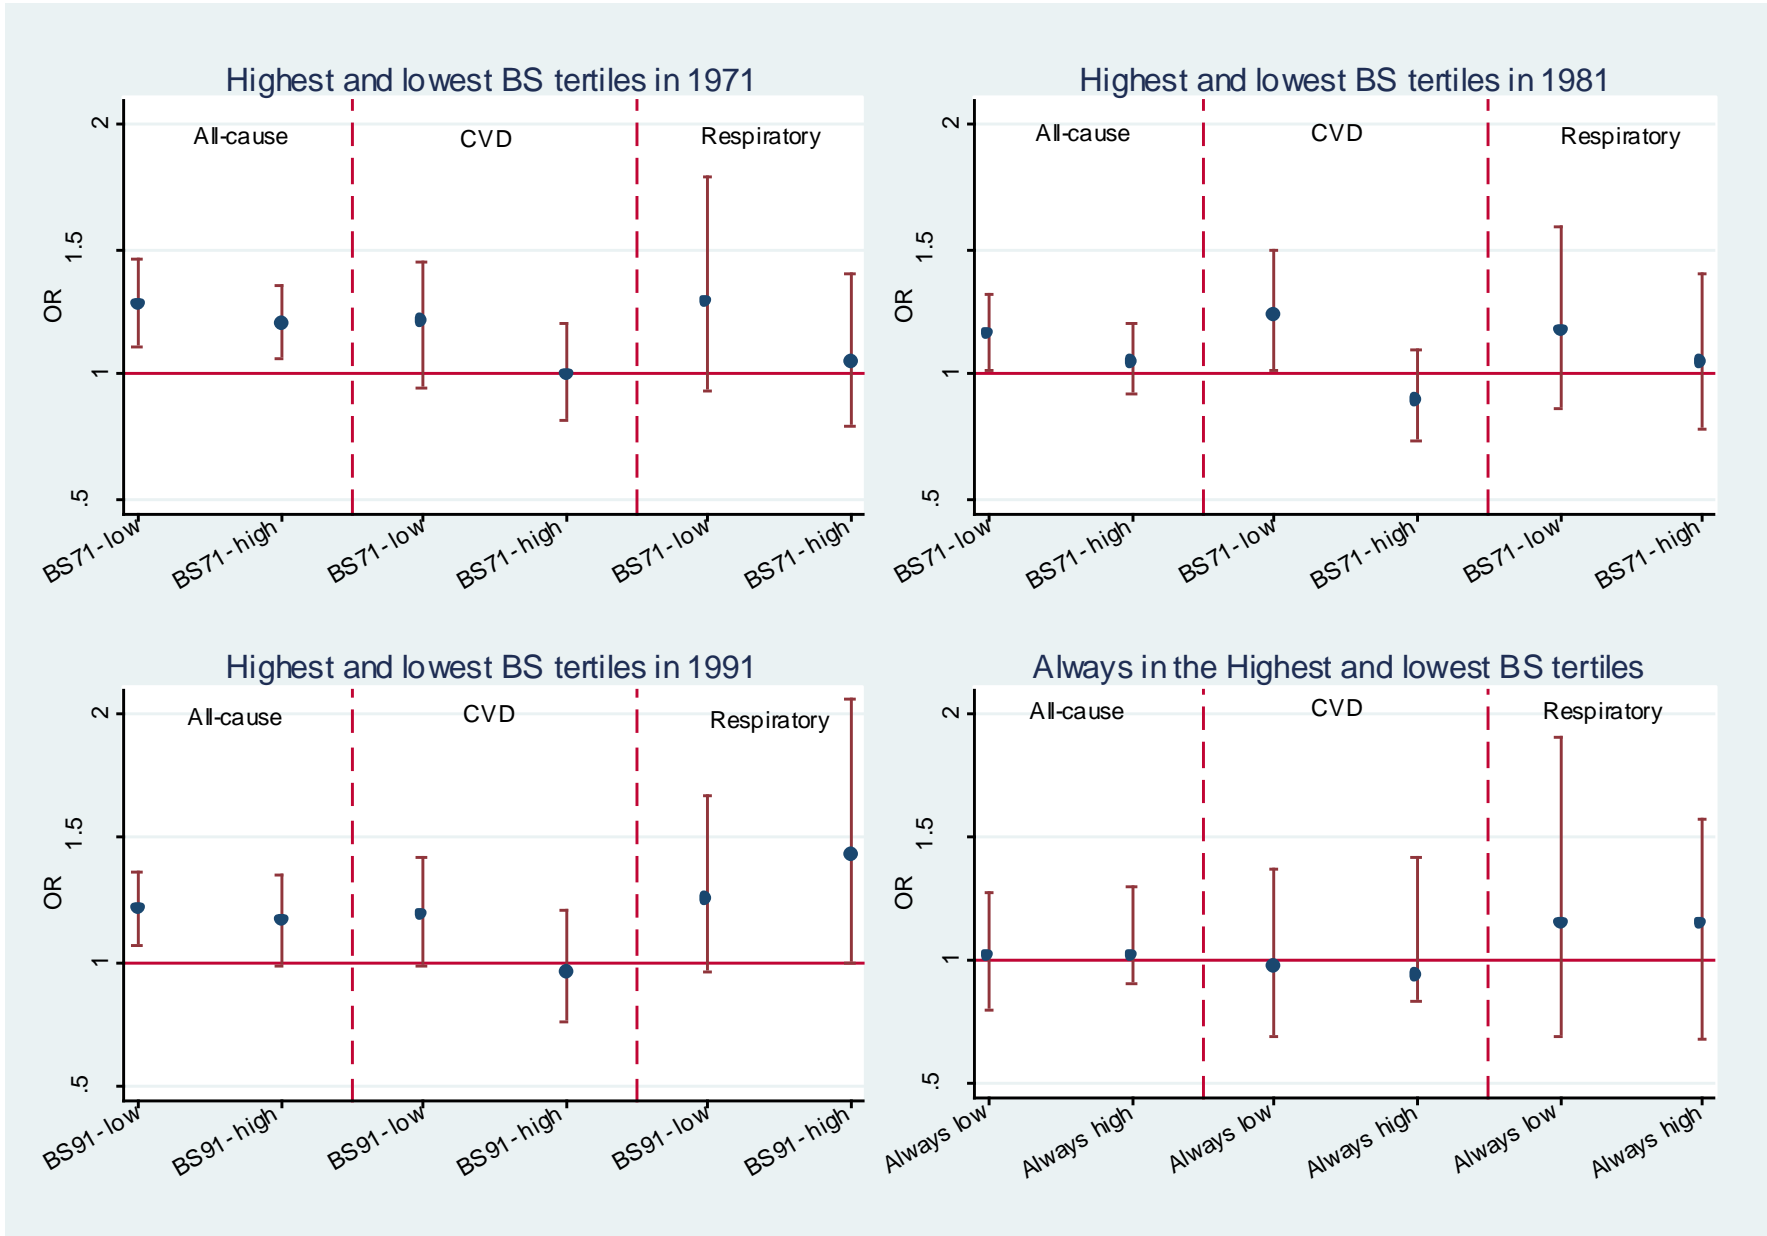 Highest and lowest BS tertiles in 1971
All-cause
CVD
Respiratory
2
1.5
1
.5
OR
BS71-low
BS71-high
BS71-low
BS71-high
BS71-low
BS71-high
Highest and lowest BS tertiles in 1981
All-cause
CVD
Respiratory
2
1.5
1
.5
OR
BS71-low
BS71-high
BS71-low
BS71-high
BS71-low
BS71-high
Highest and lowest BS tertiles in 1991
All-cause
CVD
Respiratory
2
1.5
1
.5
OR
BS91-low
BS91-high
BS91-low
BS91-high
BS91-low
BS91-high
Always in the Highest and lowest BS tertiles
All-cause
CVD
Respiratory
2
1.5
1
.5
OR
Always low
Always high
Always low
Always high
Always low
Always high